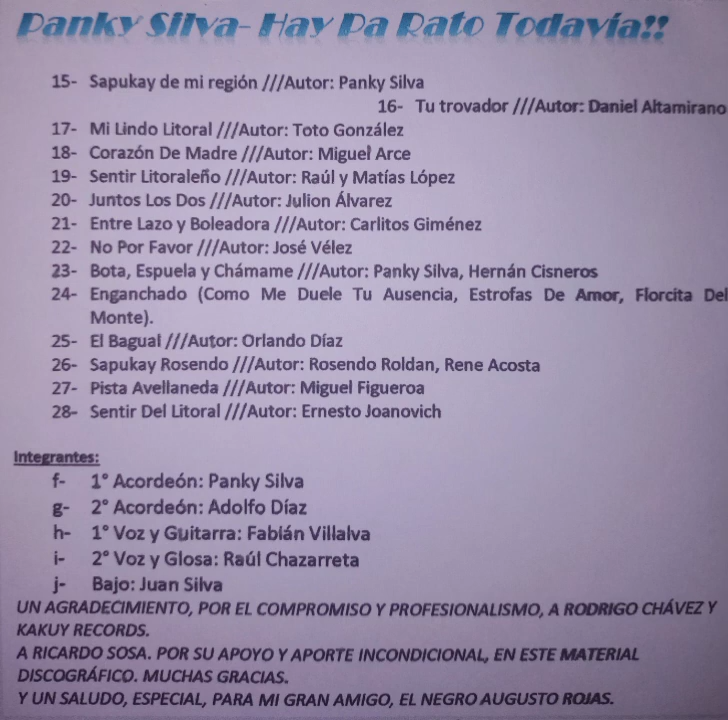 Panky Silva- Hay Pa Rato Todavía!!
15- Sapukay de mi región ///Autor: Panky Silva
16- Tu trovador ///Autor: Daniel Altamirano
17- Mi Lindo Litoral ///Autor: Toto González
18- Corazón De Madre ///Autor: Miguel Arce
19- Sentir Litoraleño ///Autor: Raúl y Matías López
20- Juntos Los Dos ///Autor: Julion Álvarez
21- Entre Lazo y Boleadora ///Autor: Carlitos Giménez
22- No Por Favor ///Autor: José Vélez
23- Bota, Espuela y Chámame ///Autor: Panky Silva, Hernán Cisneros
24- Enganchado (Como Me Duele Tu Ausencia, Estrofas De Amor, Florcita Del
Monte).
25- El Bagual ///Autor: Orlando Díaz
26- Sapukay Rosendo ///Autor: Rosendo Roldan, Rene Acosta
27- Pista Avellaneda ///Autor: Miguel Figueroa
28- Sentir Del Litoral ///Autor: Ernesto Joanovich
Integrantes:
f- 1° Acordeón: Panky Silva
g- 2° Acordeón: Adolfo Díaz
h- 1° Voz y Guitarra: Fabián Villalva
i- 2° Voz y Glosa: Raúl Chazarreta
j- Bajo: Juan Silva
UN AGRADECIMIENTO, POR EL COMPROMISO Y PROFESIONALISMO, A RODRIGO CHÁVEZ Y
KAKUY RECORDS.
A RICARDO SOSA. POR SU APOYO Y APORTE INCONDICIONAL, EN ESTE MATERIAL
DISCOGRÁFICO. MUCHAS GRACIAS.
Y UN SALUDO, ESPECIAL, PARA MI GRAN AMIGO, EL NEGRO AUGUSTO ROJAS.